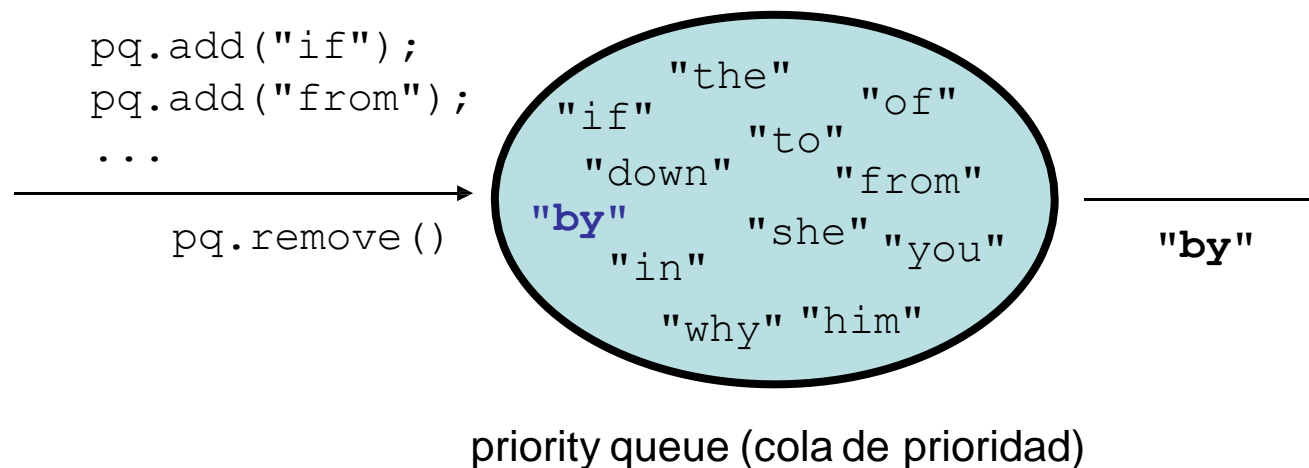 pq.add("if");
pq.add("from");
...
pq.remove()
"the"
"if"
"of"
"to"
"down"
"from"
"by"
"she"
"you"
"in"
"why"
"him"
"by"
priority queue (cola de prioridad)